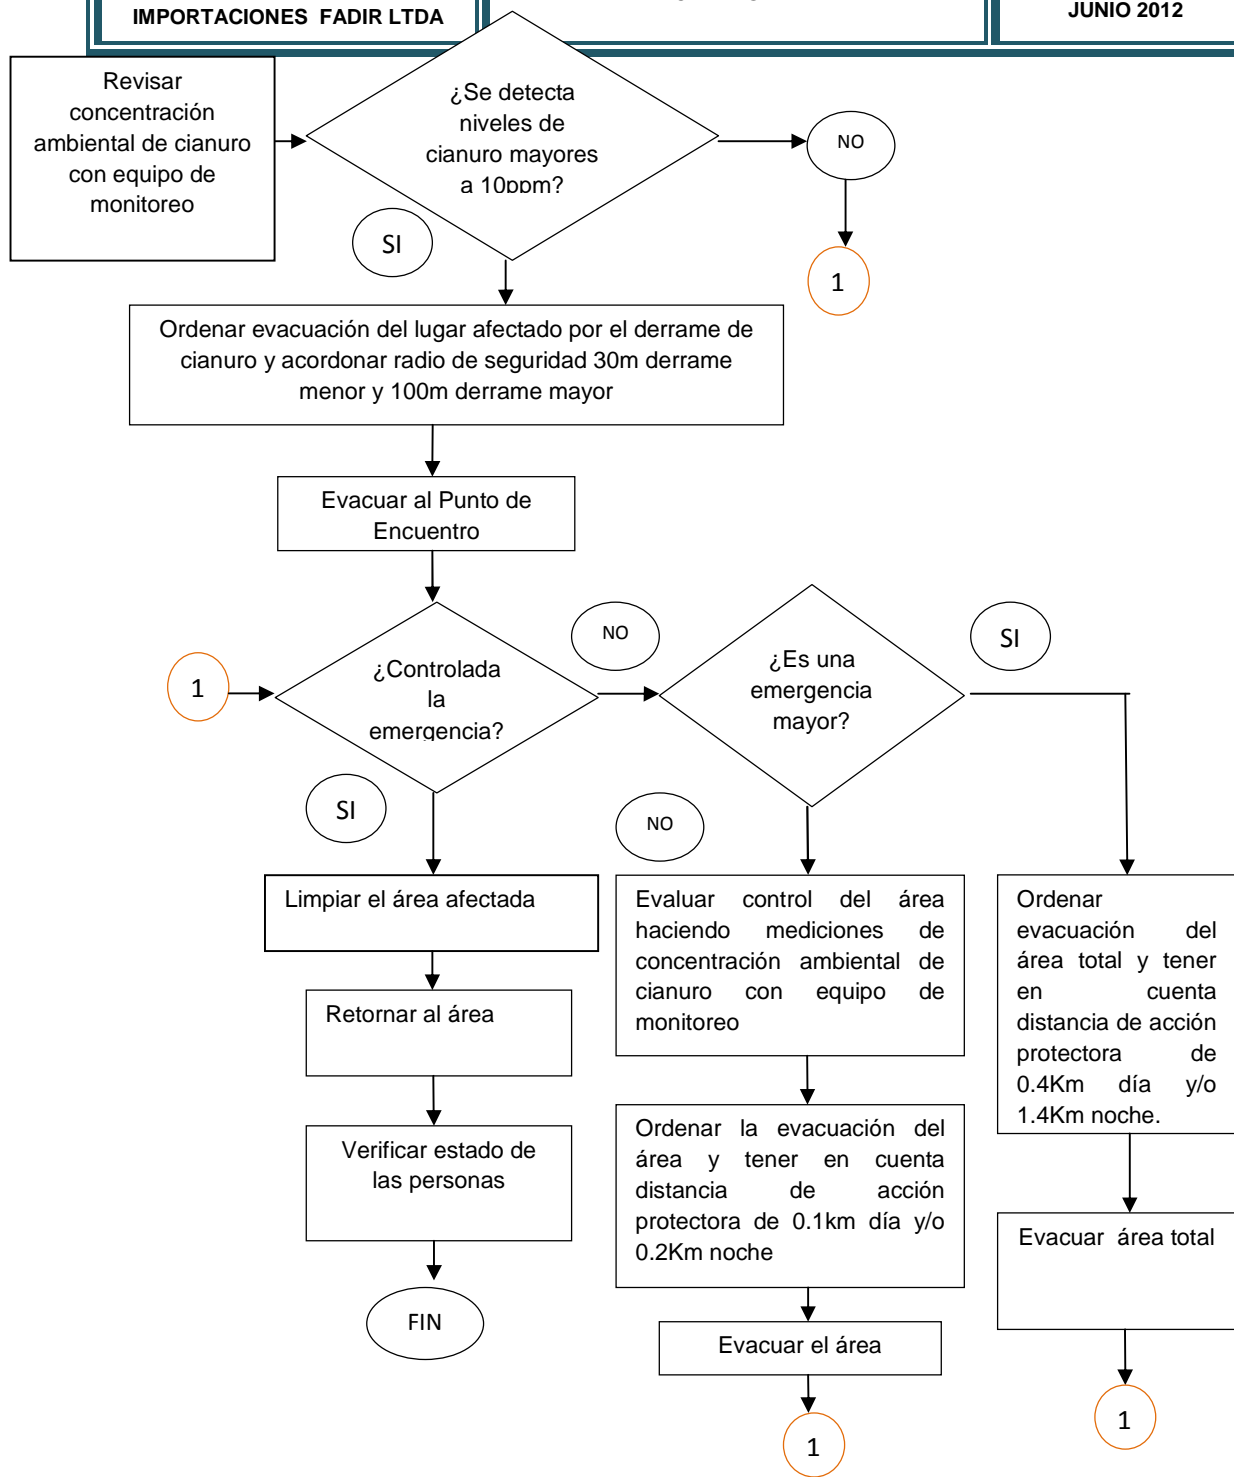 IMPORTACIONES FADIR LTDA
JUNIO 2012
Revisar
concentración
ambiental de cianuro
con equipo de
monitoreo
¿Se detecta
niveles de
cianuro mayores
a 10ppm?
NO
SI
1
Ordenar evacuación del lugar afectado por el derrame de
cianuro y acordonar radio de seguridad 30m derrame
menor y 100m derrame mayor
Evacuar al Punto de
Encuentro
1
¿Controlada
la
emergencia?
NO
¿Es una
emergencia
mayor?
SI
SI
NO
Limpiar el área afectada
Retornar al área
Verificar estado de
las personas
FIN
Evaluar control del área
haciendo mediciones de
concentración ambiental de
cianuro con equipo de
monitoreo
Ordenar la evacuación del
área y tener en cuenta
distancia de acción
protectora de 0.1km día y/o
0.2Km noche
Evacuar el área
1
Ordenar
evacuación del
área total y tener
en cuenta
distancia de acción
protectora de
0.4Km día y/o
1.4Km noche.
Evacuar área total
1